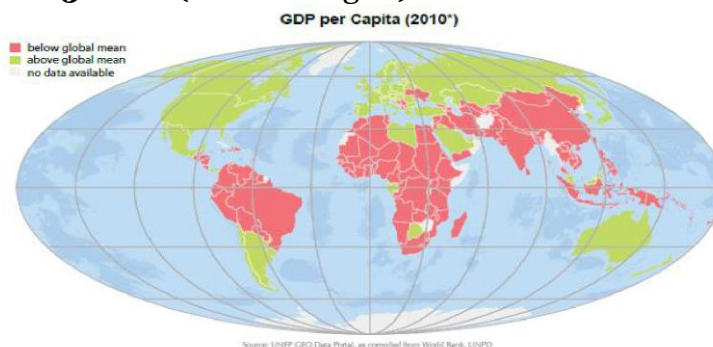 GDP per Capita (2010*)
below global mean
above global mean
no data available
Source: UNEP GEO Data Portal, as compiled from World Bank, UNPD